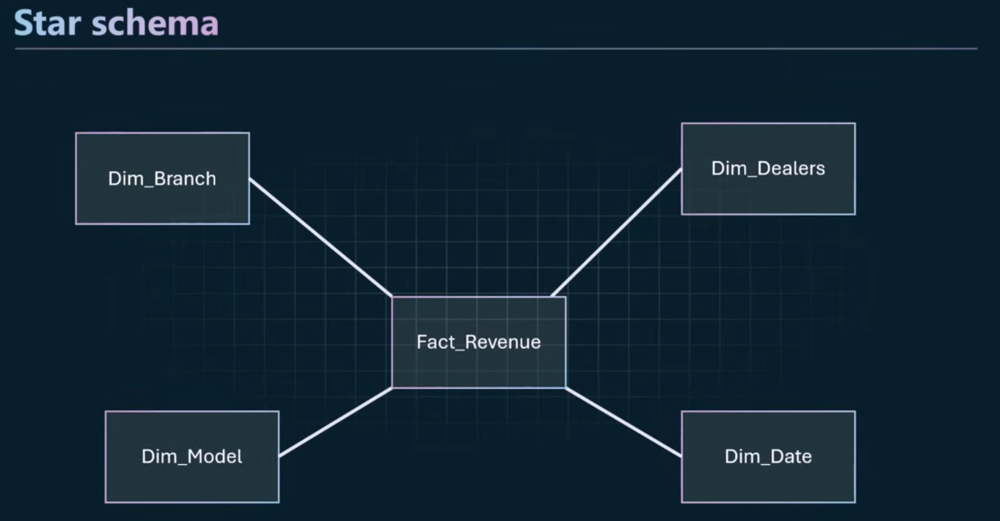 Star schema
Dim_Branch
Dim_Dealers
Fact_Revenue
Dim_Model
Dim_Date